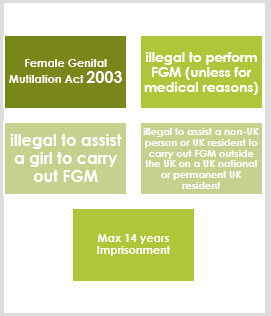 Female Genital
Mutilation Act 2003
illegal to perform
FGM (unless for
medical reasons)
illegal to assist
a girl to carry
out FGM
illegal to assist a non-UK
person or UK resident to
carry out FGM outside
the UK on a UK national
or permanent UK
resident
Max 14 years
Imprisonment